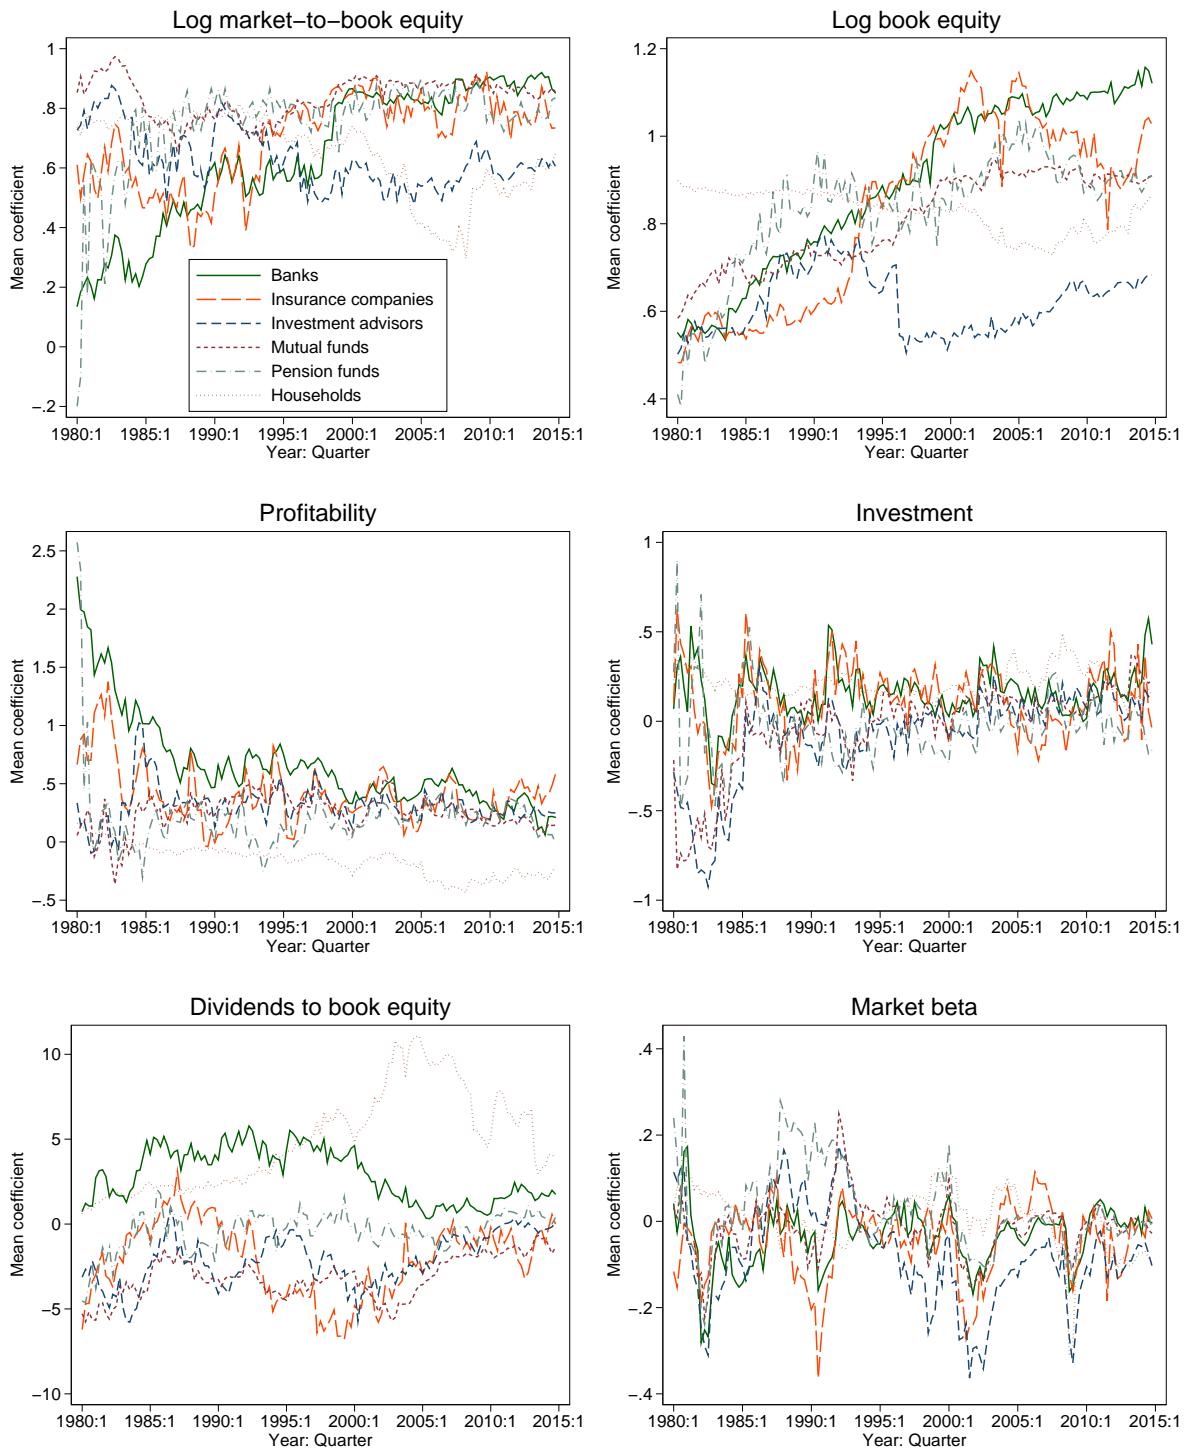 Log market−to−book equity
Mean coefficient
1
.8
.6
.4
.2
0
−.2
Banks
Insurance companies
Investment advisors
Mutual funds
Pension funds
Households
1980:1 1985:1 1990:1 1995:1 2000:1 2005:1 2010:1 2015:1
Year: Quarter
Log book equity
Mean coefficient
1.2
1
.8
.6
.4
1980:1 1985:1 1990:1 1995:1 2000:1 2005:1 2010:1 2015:1
Year: Quarter
Profitability
Mean coefficient
2.5
2
1.5
1
.5
0
−.5
1980:1 1985:1 1990:1 1995:1 2000:1 2005:1 2010:1 2015:1
Year: Quarter
Investment
Mean coefficient
1
.5
0
−.5
−1
1980:1 1985:1 1990:1 1995:1 2000:1 2005:1 2010:1 2015:1
Year: Quarter
Dividends to book equity
Mean coefficient
10
5
0
−5
−10
1980:1 1985:1 1990:1 1995:1 2000:1 2005:1 2010:1 2015:1
Year: Quarter
Market beta
Mean coefficient
.4
.2
0
−.2
−.4
1980:1 1985:1 1990:1 1995:1 2000:1 2005:1 2010:1 2015:1
Year: Quarter